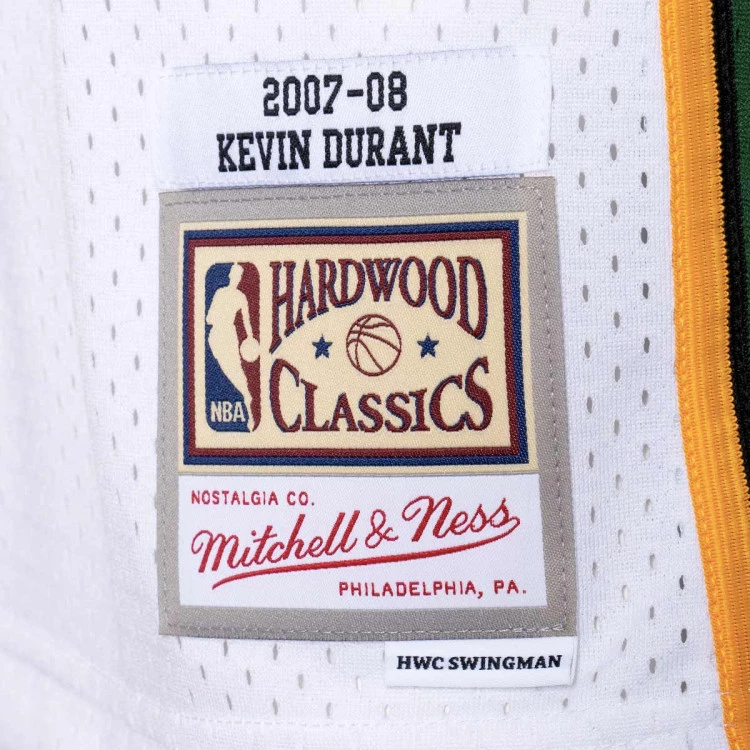 2007-08
KEVIN DURANT
HARDWOOD
NBA
CLASSICS
NOSTALGIA CO.
Mitchell & Ness
PHILADELPHIA, PA.
HWC SWINGMAN